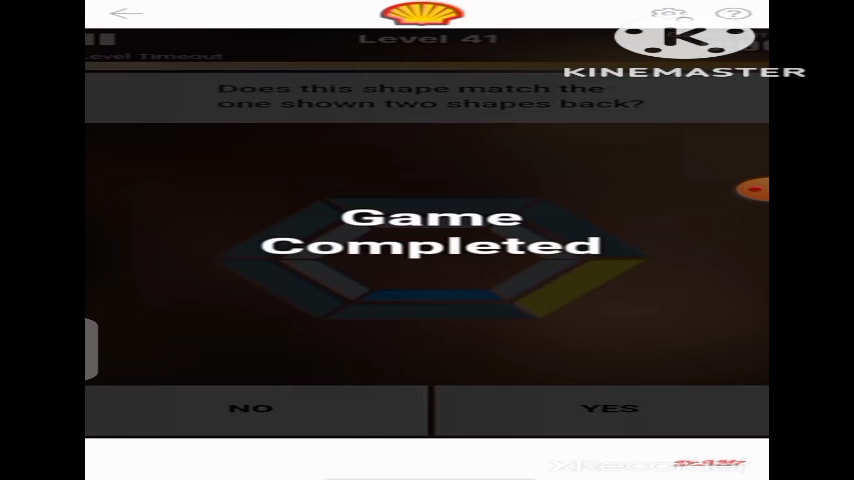 Level 41
Level Timeout
KINEMASTER
Does this shape match the
one shown two shapes back?
Game
Completed
NO
YES